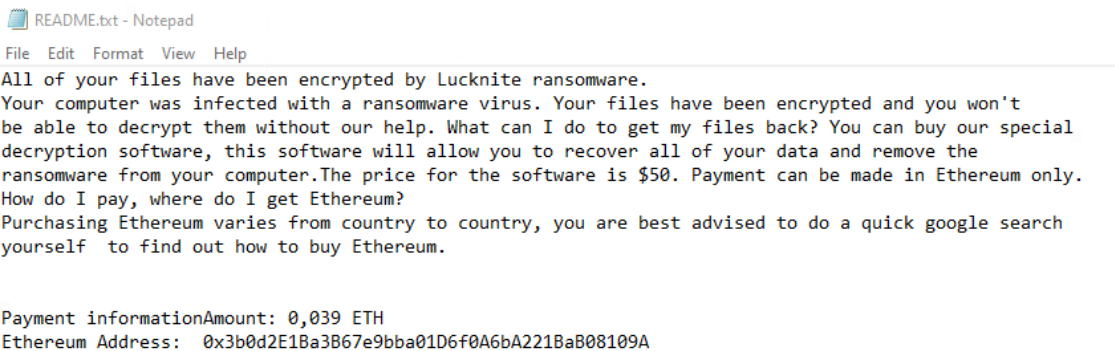 README.txt - Notepad
File Edit Format View Help
All of your files have been encrypted by Lucknite ransomware.
Your computer was infected with a ransomware virus. Your files have been encrypted and you won't
be able to decrypt them without our help. What can I do to get my files back? You can buy our special
decryption software, this software will allow you to recover all of your data and remove the
ransomware from your computer.The price for the software is $50. Payment can be made in Ethereum only.
How do I pay, where do I get Ethereum?
Purchasing Ethereum varies from country to country, you are best advised to do a quick google search
yourself  to find out how to buy Ethereum.
Payment informationAmount: 0,039 ETH
Ethereum Address:  0x3b0d2E1Ba3B67e9bba01D6f0A6bA221BaB08109A